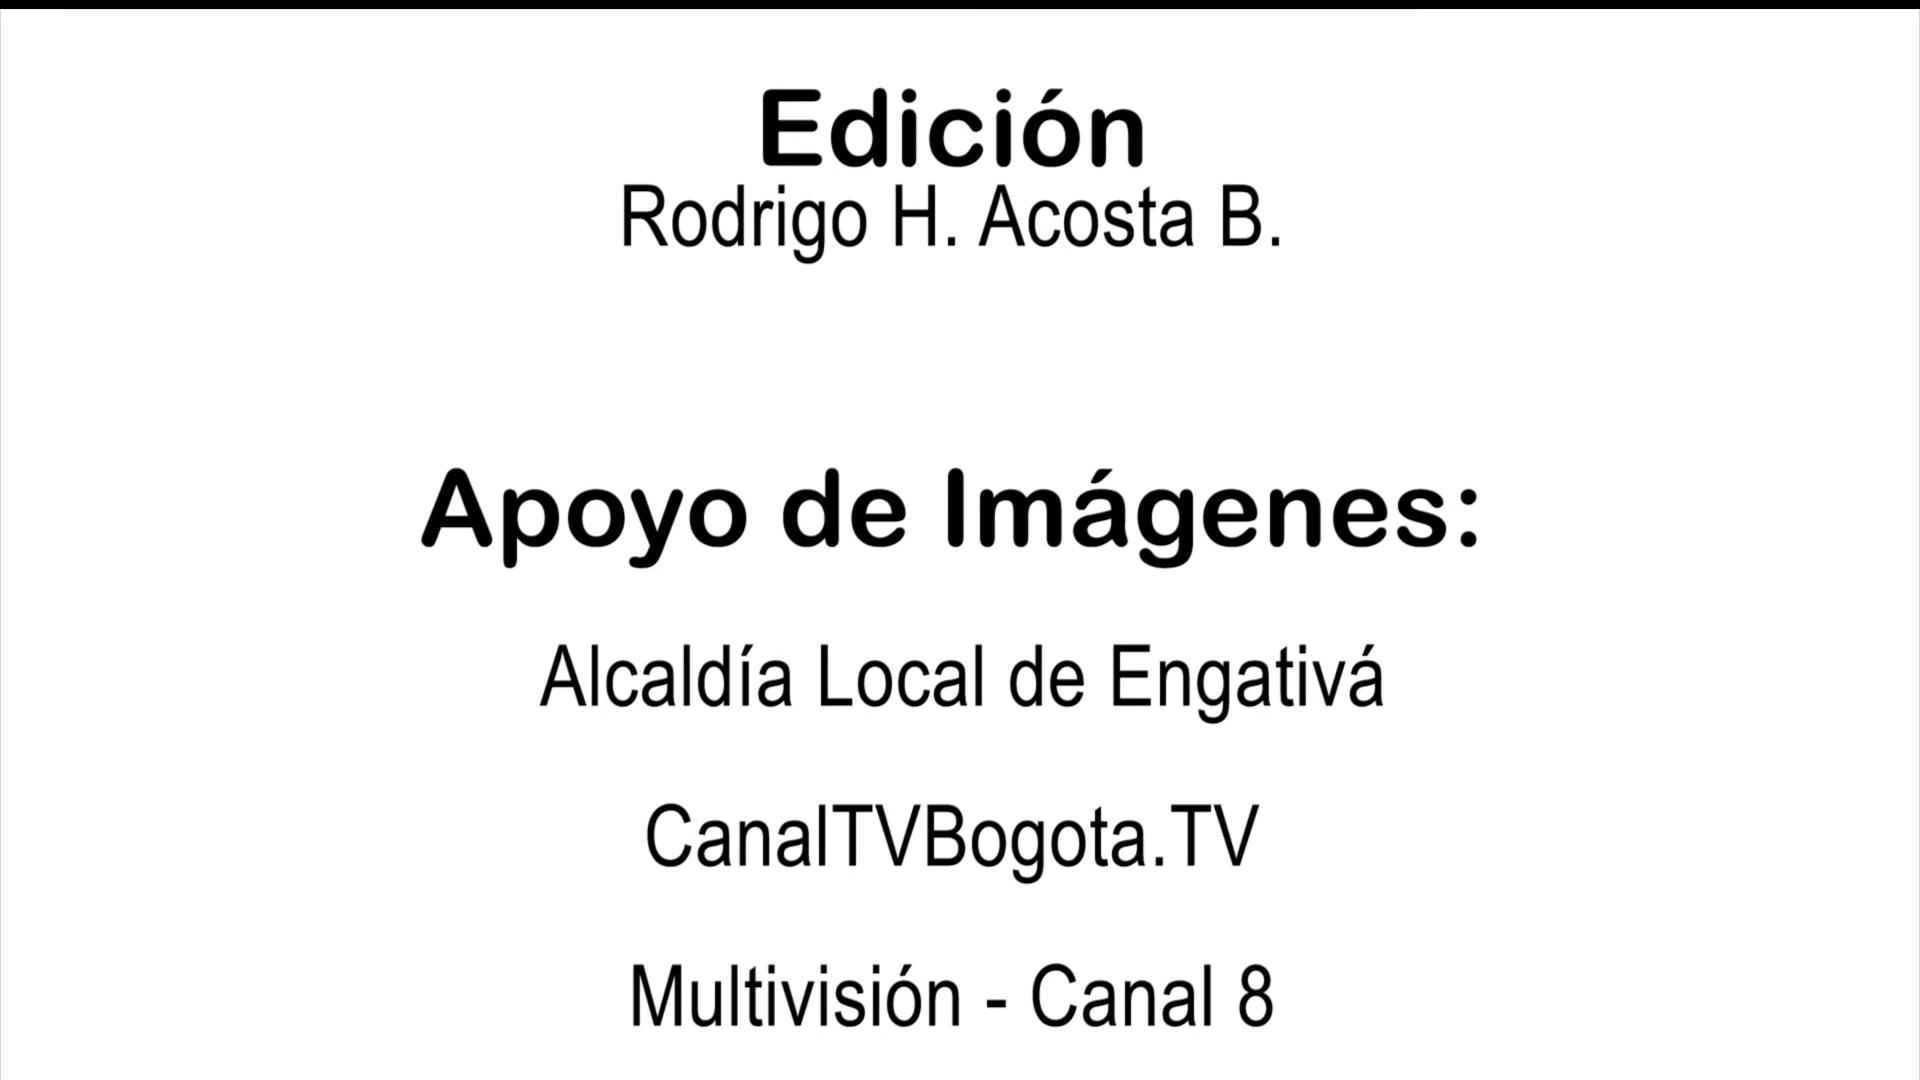 Edición
Rodrigo H. Acosta B.
Apoyo de Imágenes:
Alcaldía Local de Engativá
CanalTVBogota.TV
Multivisión - Canal 8